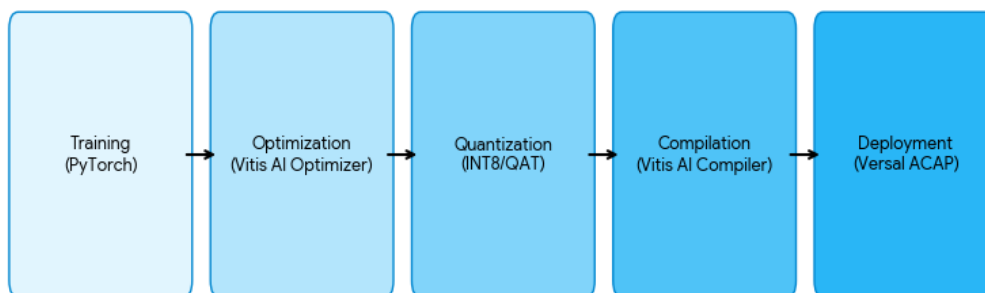 Training
(PyTorch)
Optimization
(Vitis AI Optimizer)
Quantization
(INT8/QAT)
Compilation
(Vitis AI Compiler)
Deployment
(Versal ACAP)